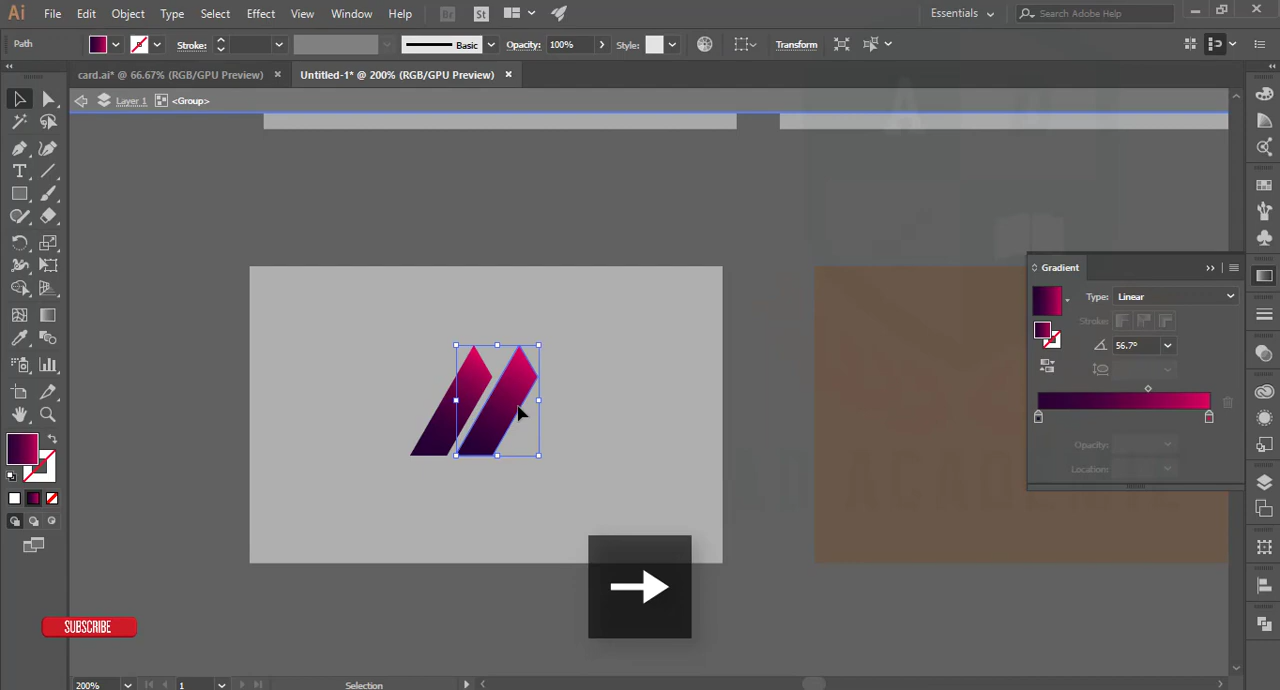 Ai File Edit Object Type Select Effect View Window Help Br St Essentials Search Adobe Help
Path Stroke: Basic Opacity: 100% Style: Transform
card.ai* @ 66.67% (RGB/GPU Preview) Untitled-1* @ 200% (RGB/GPU Preview)
Layer 1 <Group>
Gradient
Type: Linear
Stroke:
56.7°
Opacity:
Location:
SUBSCRIBE
200% 1 Selection